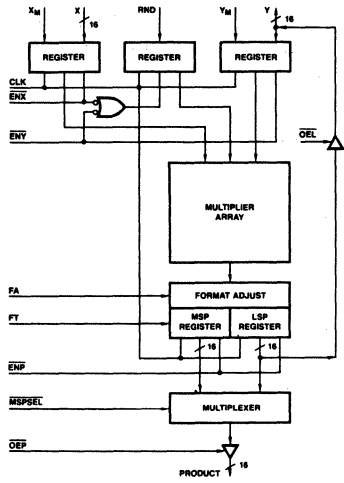 XM X 16 RND YM Y 16
REGISTER REGISTER REGISTER
CLK
ENX
ENY
OEL
MULTIPLIER
ARRAY
FA
FORMAT ADJUST
FT
MSP
REGISTER
LSP
REGISTER
16 16
ENP
MSPSEL
MULTIPLEXER
OEP
PRODUCT 16